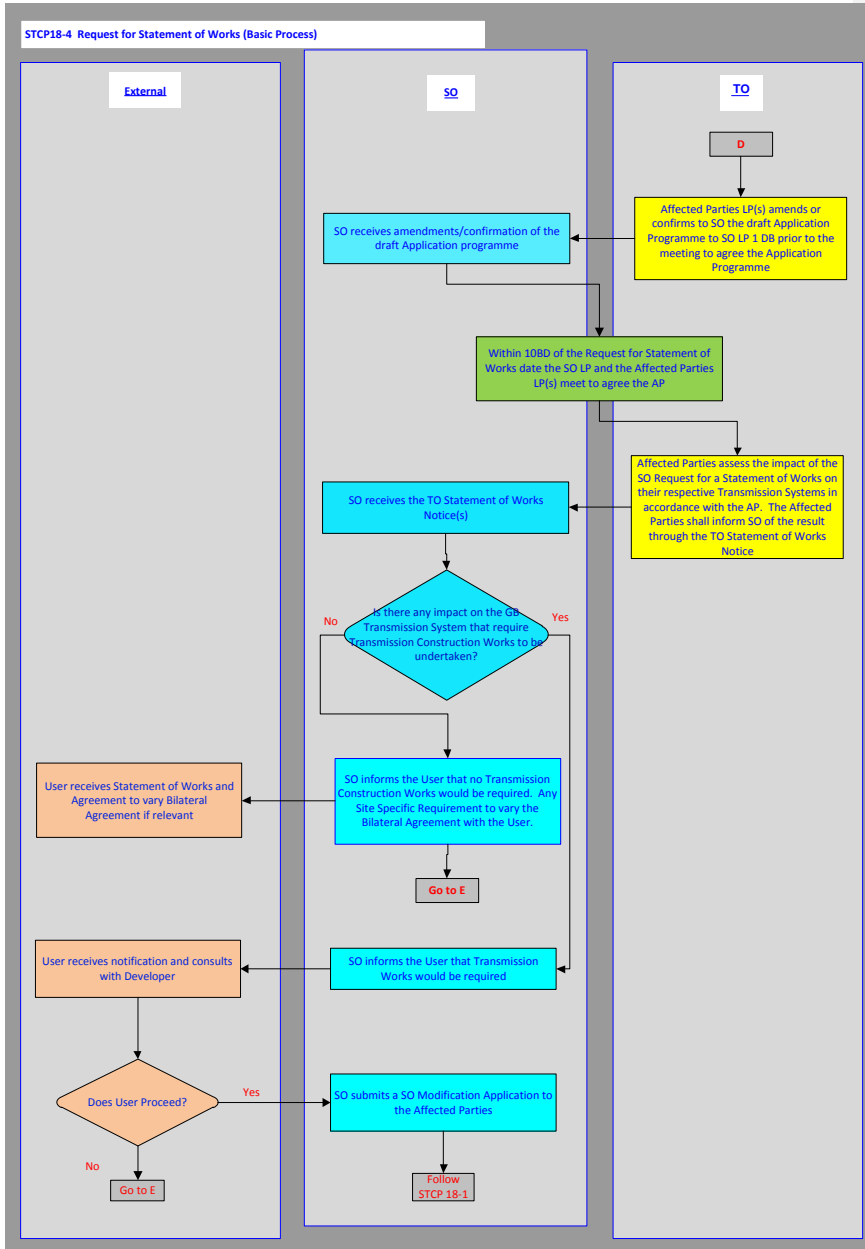 STCP18-4 Request for Statement of Works (Basic Process)
External
SO
TO
D
Affected Parties LP(s) amends or
confirms to SO the draft Application
Programme to SO LP 1 DB prior to the
meeting to agree the Application
Programme
SO receives amendments/confirmation of the
draft Application programme
Within 10BD of the Request for Statement of
Works date the SO LP and the Affected Parties
LP(s) meet to agree the AP
Affected Parties assess the impact of the
SO Request for a Statement of Works on
their respective Transmission Systems in
accordance with the AP. The Affected
Parties shall inform SO of the result
through the TO Statement of Works
Notice
SO receives the TO Statement of Works
Notice(s)
Is there any impact on the GB
Transmission System that require
Transmission Construction Works to be
undertaken?
No
Yes
SO informs the User that no Transmission
Construction Works would be required. Any
Site Specific Requirement to vary the
Bilateral Agreement with the User.
User receives Statement of Works and
Agreement to vary Bilateral
Agreement if relevant
Go to E
SO informs the User that Transmission
Works would be required
User receives notification and consults
with Developer
Does User Proceed?
Yes
No
SO submits a SO Modification Application to
the Affected Parties
Go to E
Follow
STCP 18-1